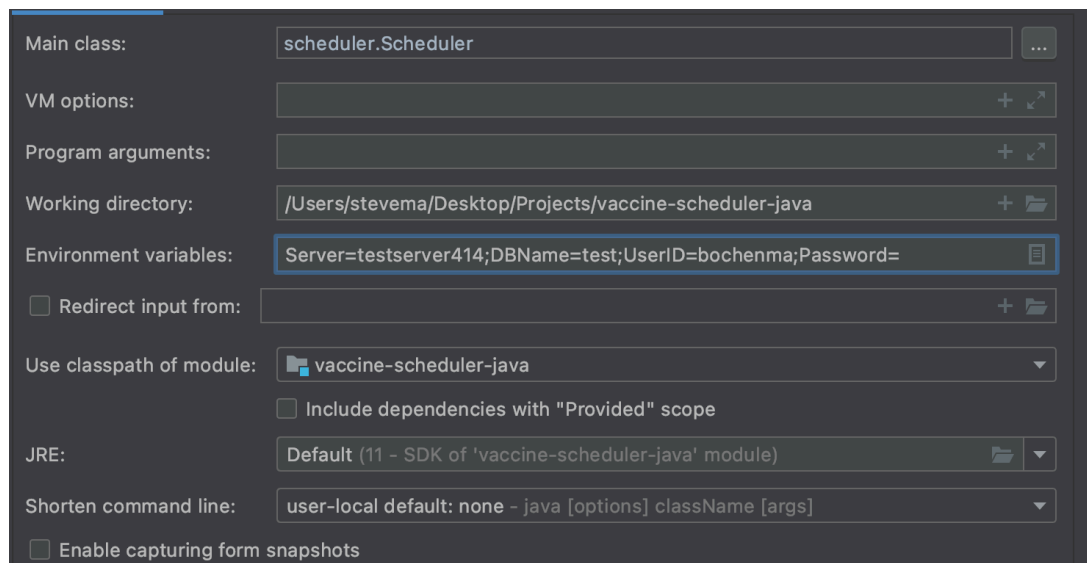 Main class: scheduler.Scheduler ...
VM options:
Program arguments:
Working directory: /Users/stevema/Desktop/Projects/vaccine-scheduler-java
Environment variables: Server=testserver414;DBName=test;UserID=bochenma;Password=
Redirect input from:
Use classpath of module: vaccine-scheduler-java
Include dependencies with "Provided" scope
JRE: Default (11 - SDK of 'vaccine-scheduler-java' module)
Shorten command line: user-local default: none - java [options] className [args]
Enable capturing form snapshots